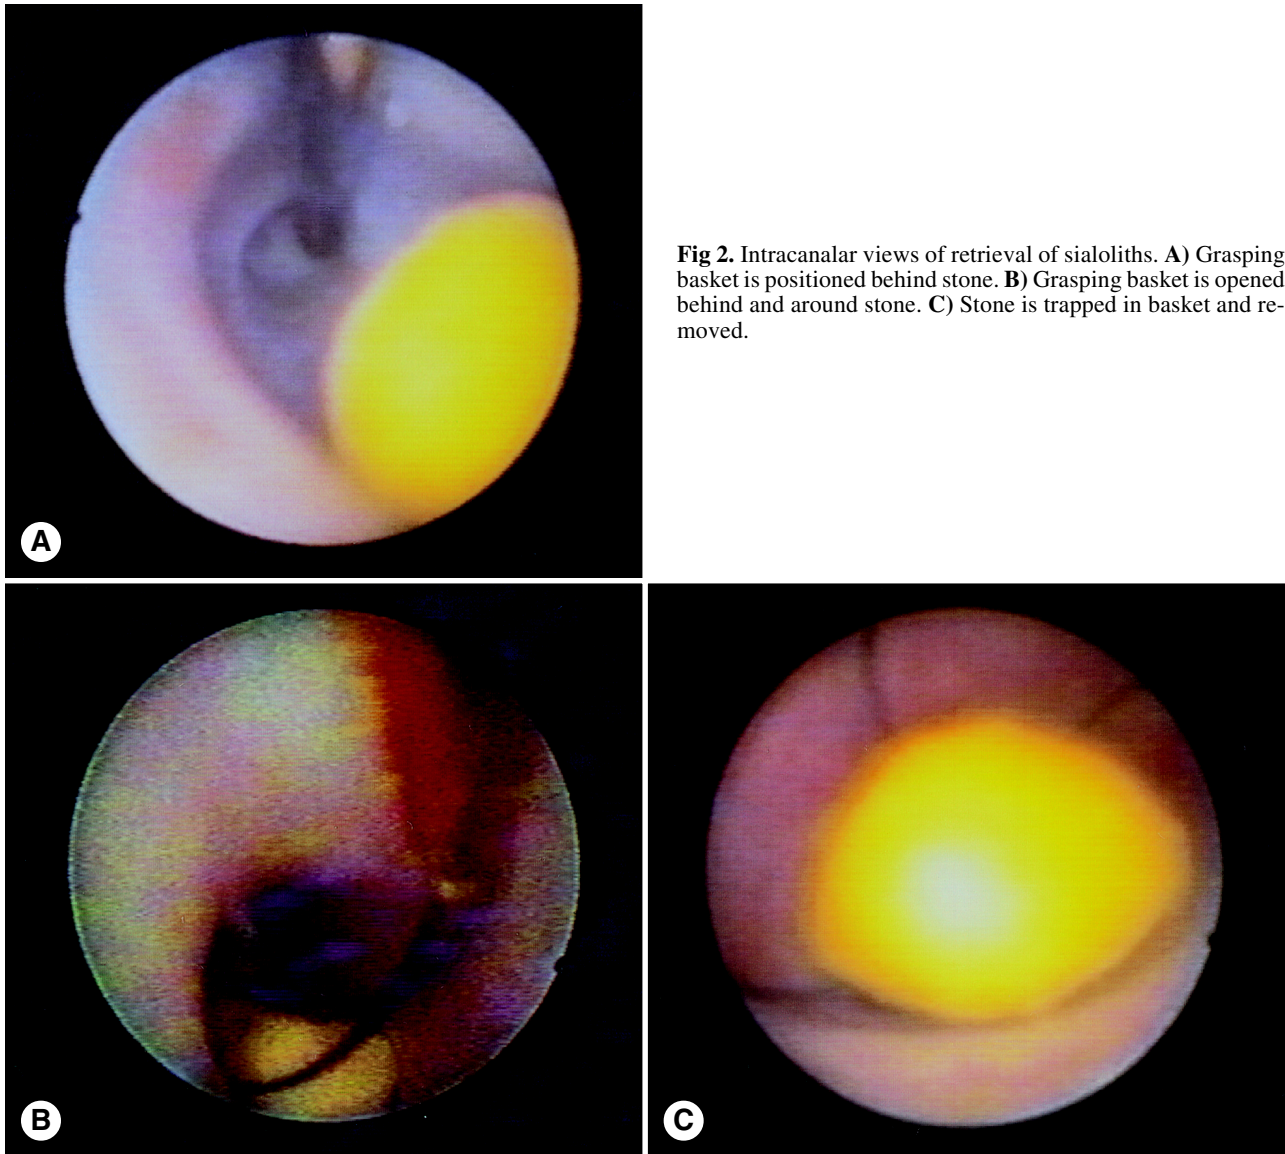 Fig 2. Intracanalar views of retrieval of sialoliths. A) Grasping
basket is positioned behind stone. B) Grasping basket is opened
behind and around stone. C) Stone is trapped in basket and re-
moved.
A
B
C